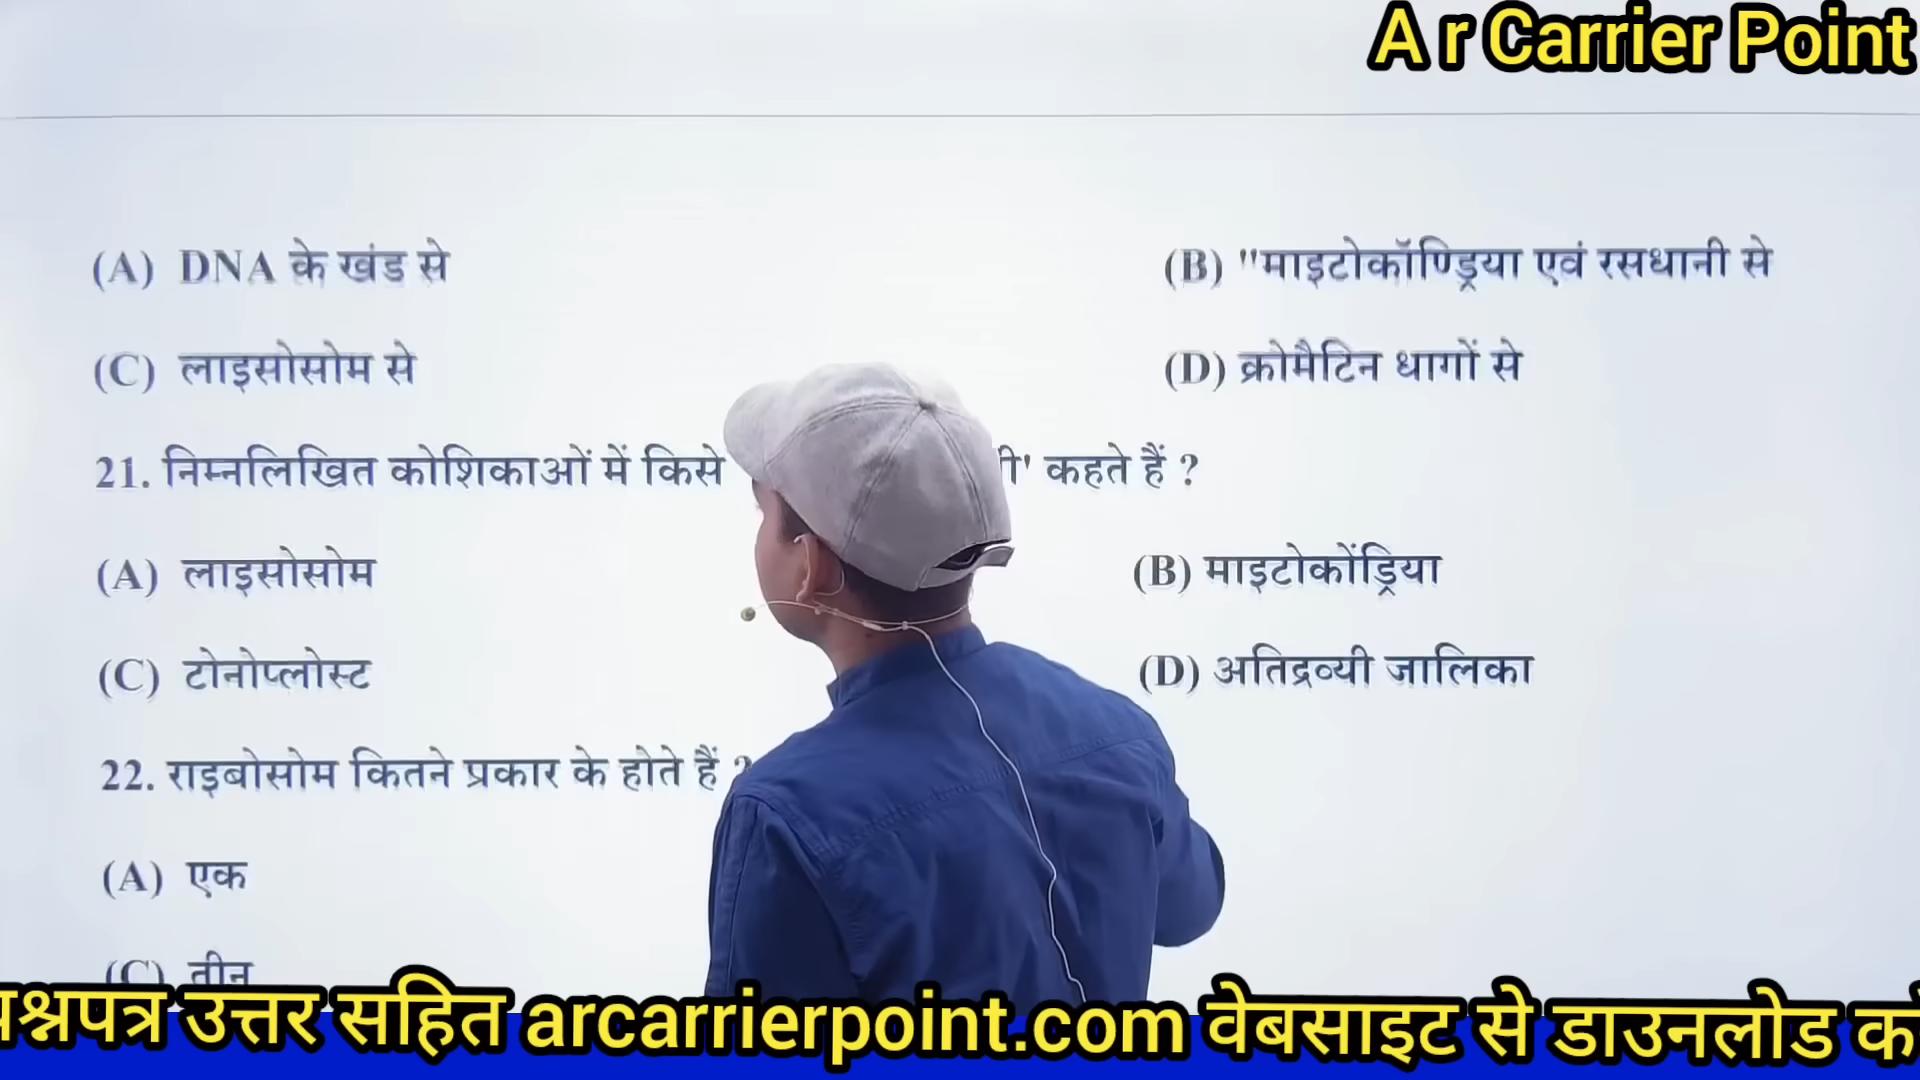 A r Carrier Point
(A) DNA के खंड से
(B) "माइटोकॉण्ड्रिया एवं रसधानी से
(C) लाइसोसोम से
(D) क्रोमैटिन धागों से
21. निम्नलिखित कोशिकाओं में किसे ी' कहते हैं ?
(A) लाइसोसोम
(B) माइटोकोंड्रिया
(C) टोनोप्लोस्ट
(D) अतिद्रव्यी जालिका
22. राइबोसोम कितने प्रकार के होते हैं ?
(A) एक
(C) तीन
उत्तर सहित arcarrierpoint.com वेबसाइट से डाउनलोड